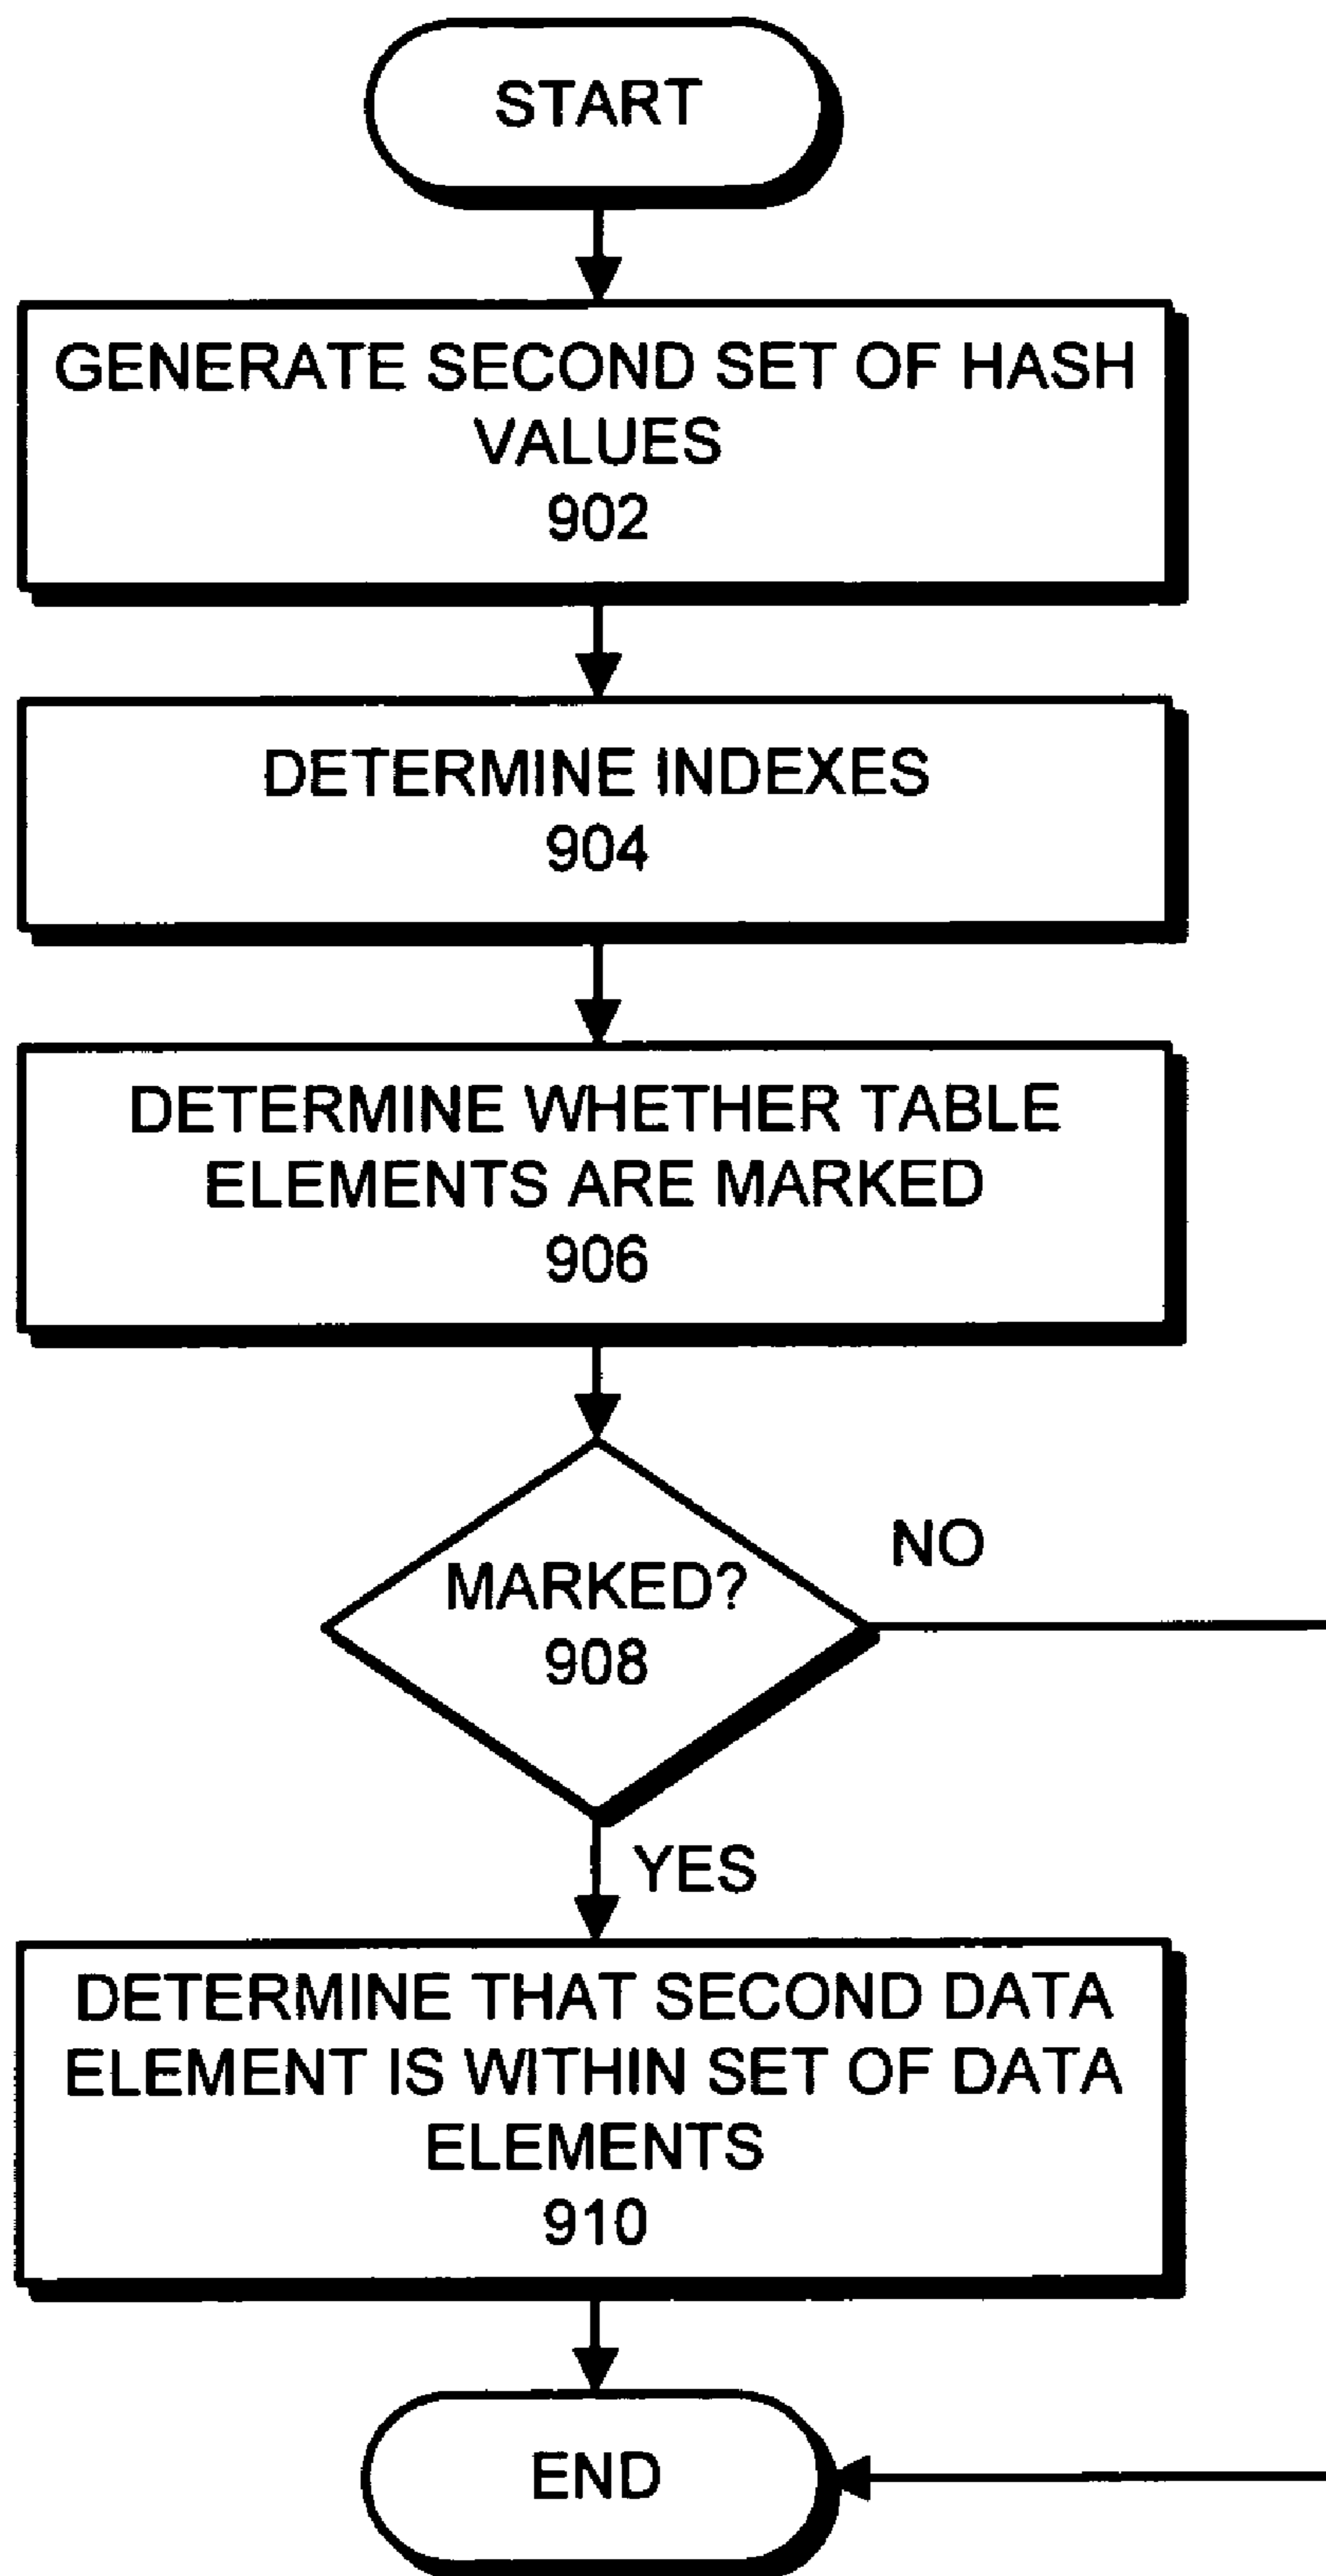 START
GENERATE SECOND SET OF HASH
VALUES
902
DETERMINE INDEXES
904
DETERMINE WHETHER TABLE
ELEMENTS ARE MARKED
906
MARKED?
908
NO
YES
DETERMINE THAT SECOND DATA
ELEMENT IS WITHIN SET OF DATA
ELEMENTS
910
END